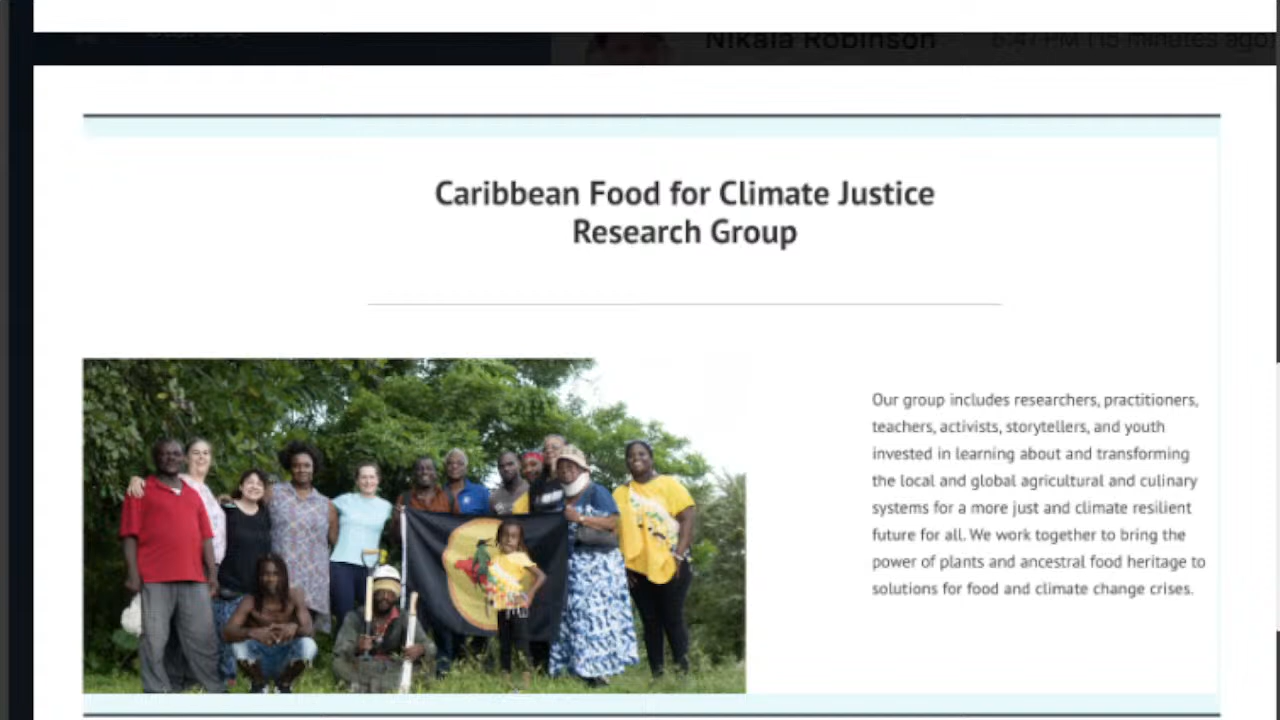 Nikala Robinson
Caribbean Food for Climate Justice
Research Group
Our group includes researchers, practitioners,
teachers, activists, storytellers, and youth
invested in learning about and transforming
the local and global agricultural and culinary
systems for a more just and climate resilient
future for all. We work together to bring the
power of plants and ancestral food heritage to
solutions for food and climate change crises.